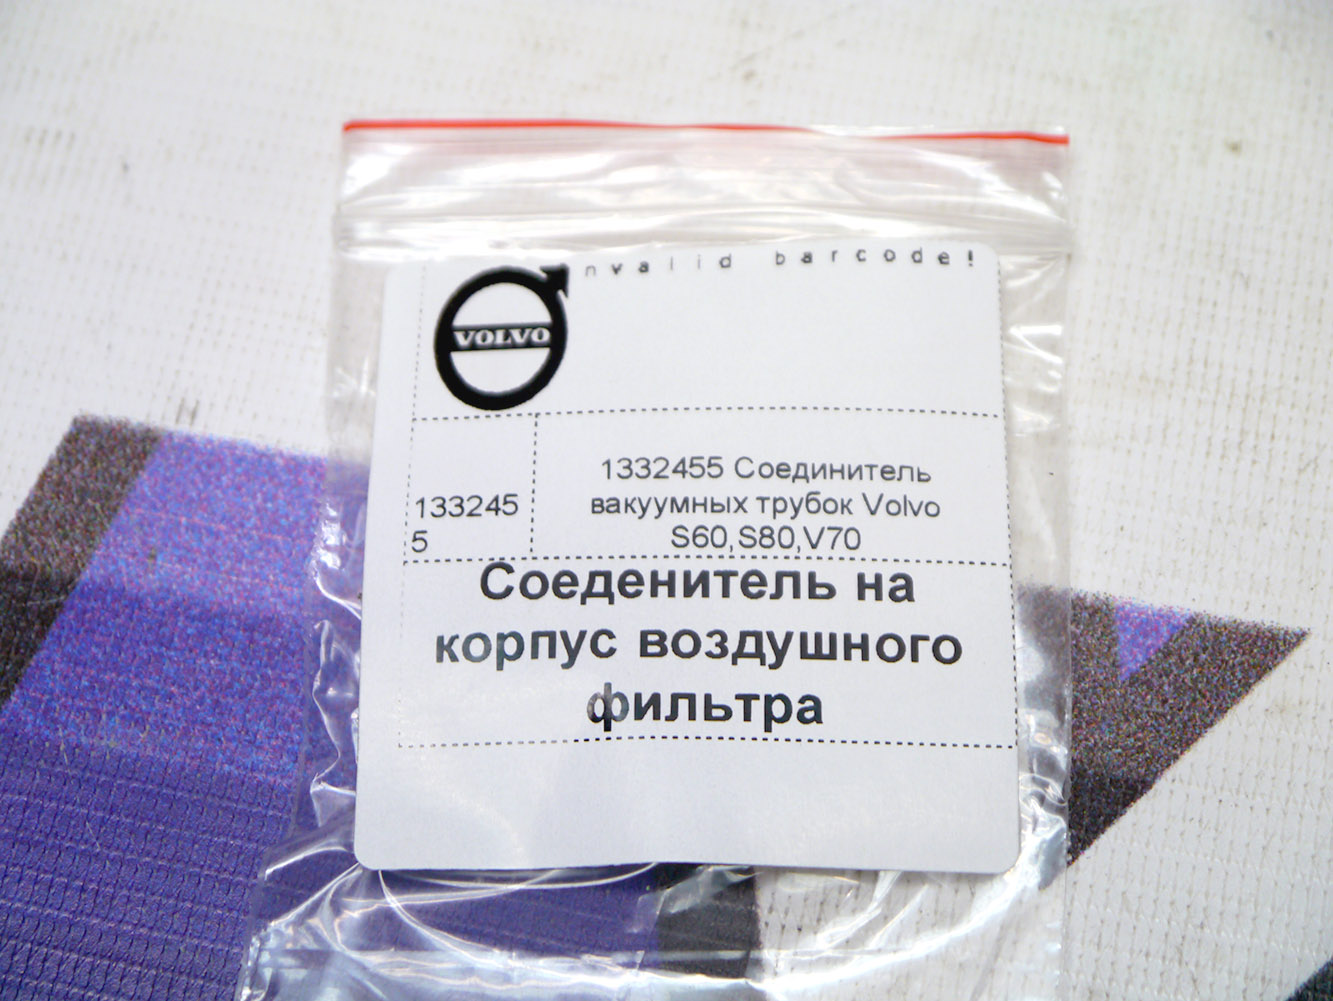 nvalid barcode!
VOLVO
133245
5
1332455 Соединитель
вакуумных трубок Volvo
S60,S80,V70
Соеденитель на
корпус воздушного
фильтра